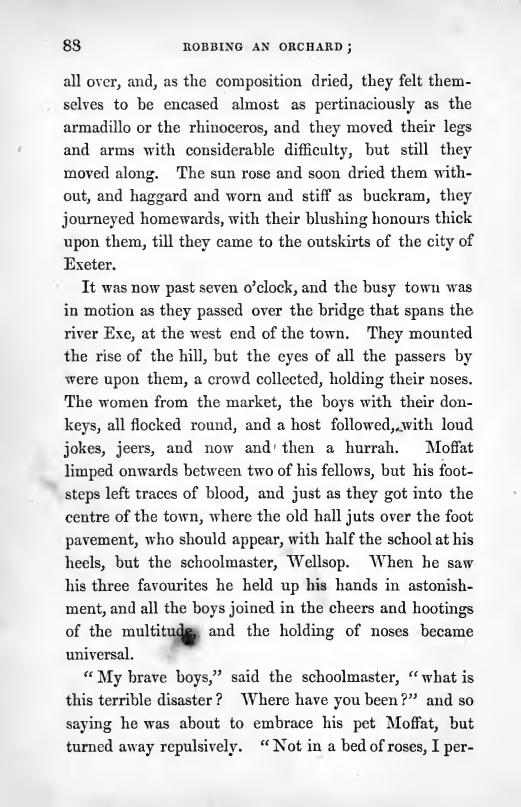 88 ROBBING AN ORCHARD ;
all over, and, as the composition dried, they felt them-
selves to be encased almost as pertinaciously as the
armadillo or the rhinoceros, and they moved their legs
and arms with considerable difficulty, but still they
moved along. The sun rose and soon dried them with-
out, and haggard and worn and stiff as buckram, they
journeyed homewards, with their blushing honours thick
upon them, till they came to the outskirts of the city of
Exeter.
It was now past seven o'clock, and the busy town was
in motion as they passed over the bridge that spans the
river Exe, at the west end of the town. They mounted
the rise of the hill, but the eyes of all the passers by
were upon them, a crowd collected, holding their noses.
The women from the market, the boys with their don-
keys, all flocked round, and a host followed, with loud
jokes, jeers, and now and then a hurrah. Moffat
limped onwards between two of his fellows, but his foot-
steps left traces of blood, and just as they got into the
centre of the town, where the old hall juts over the foot
pavement, who should appear, with half the school at his
heels, but the schoolmaster, Wellsop. When he saw
his three favourites he held up his hands in astonish-
ment, and all the boys joined in the cheers and hootings
of the multitude, and the holding of noses became
universal.
" My brave boys," said the schoolmaster, " what is
this terrible disaster ? Where have you been ?" and so
saying he was about to embrace his pet Moffat, but
turned away repulsively. " Not in a bed of roses, I per-